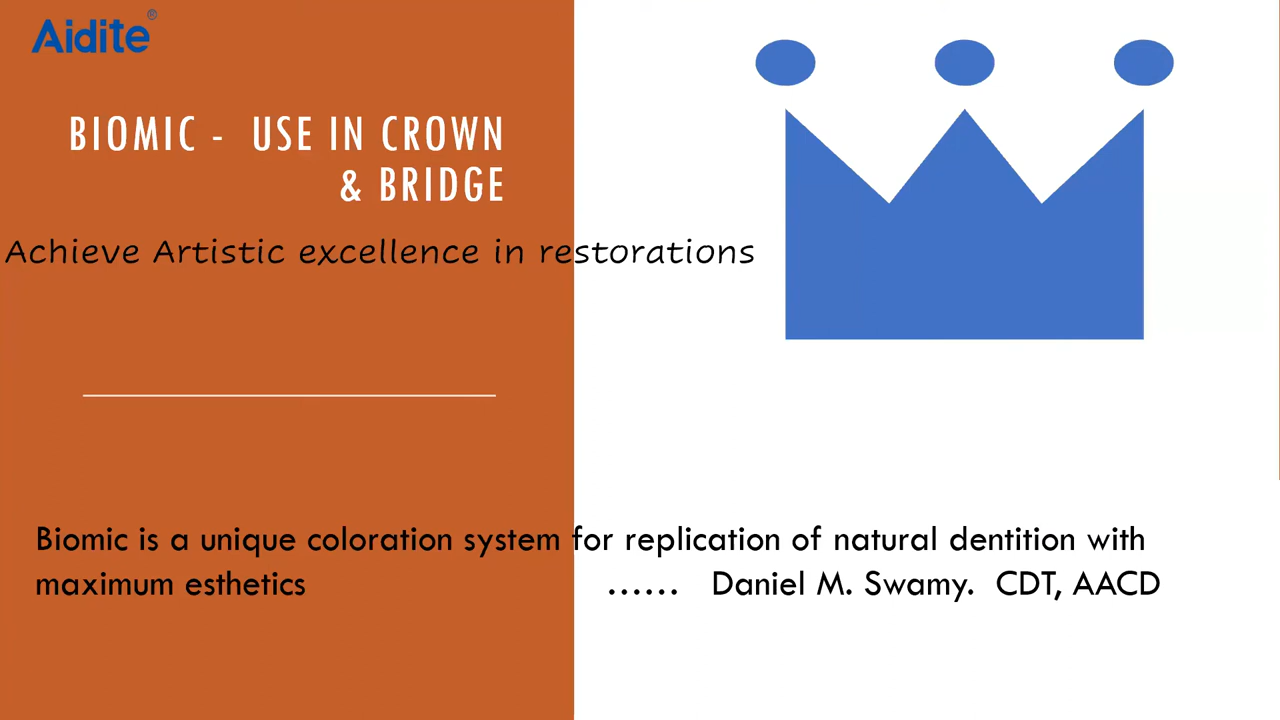 Aidite®
BIOMIC - USE IN CROWN
& BRIDGE
Achieve Artistic excellence in restorations
Biomic is a unique coloration system for replication of natural dentition with
maximum esthetics ...... Daniel M. Swamy. CDT, AACD